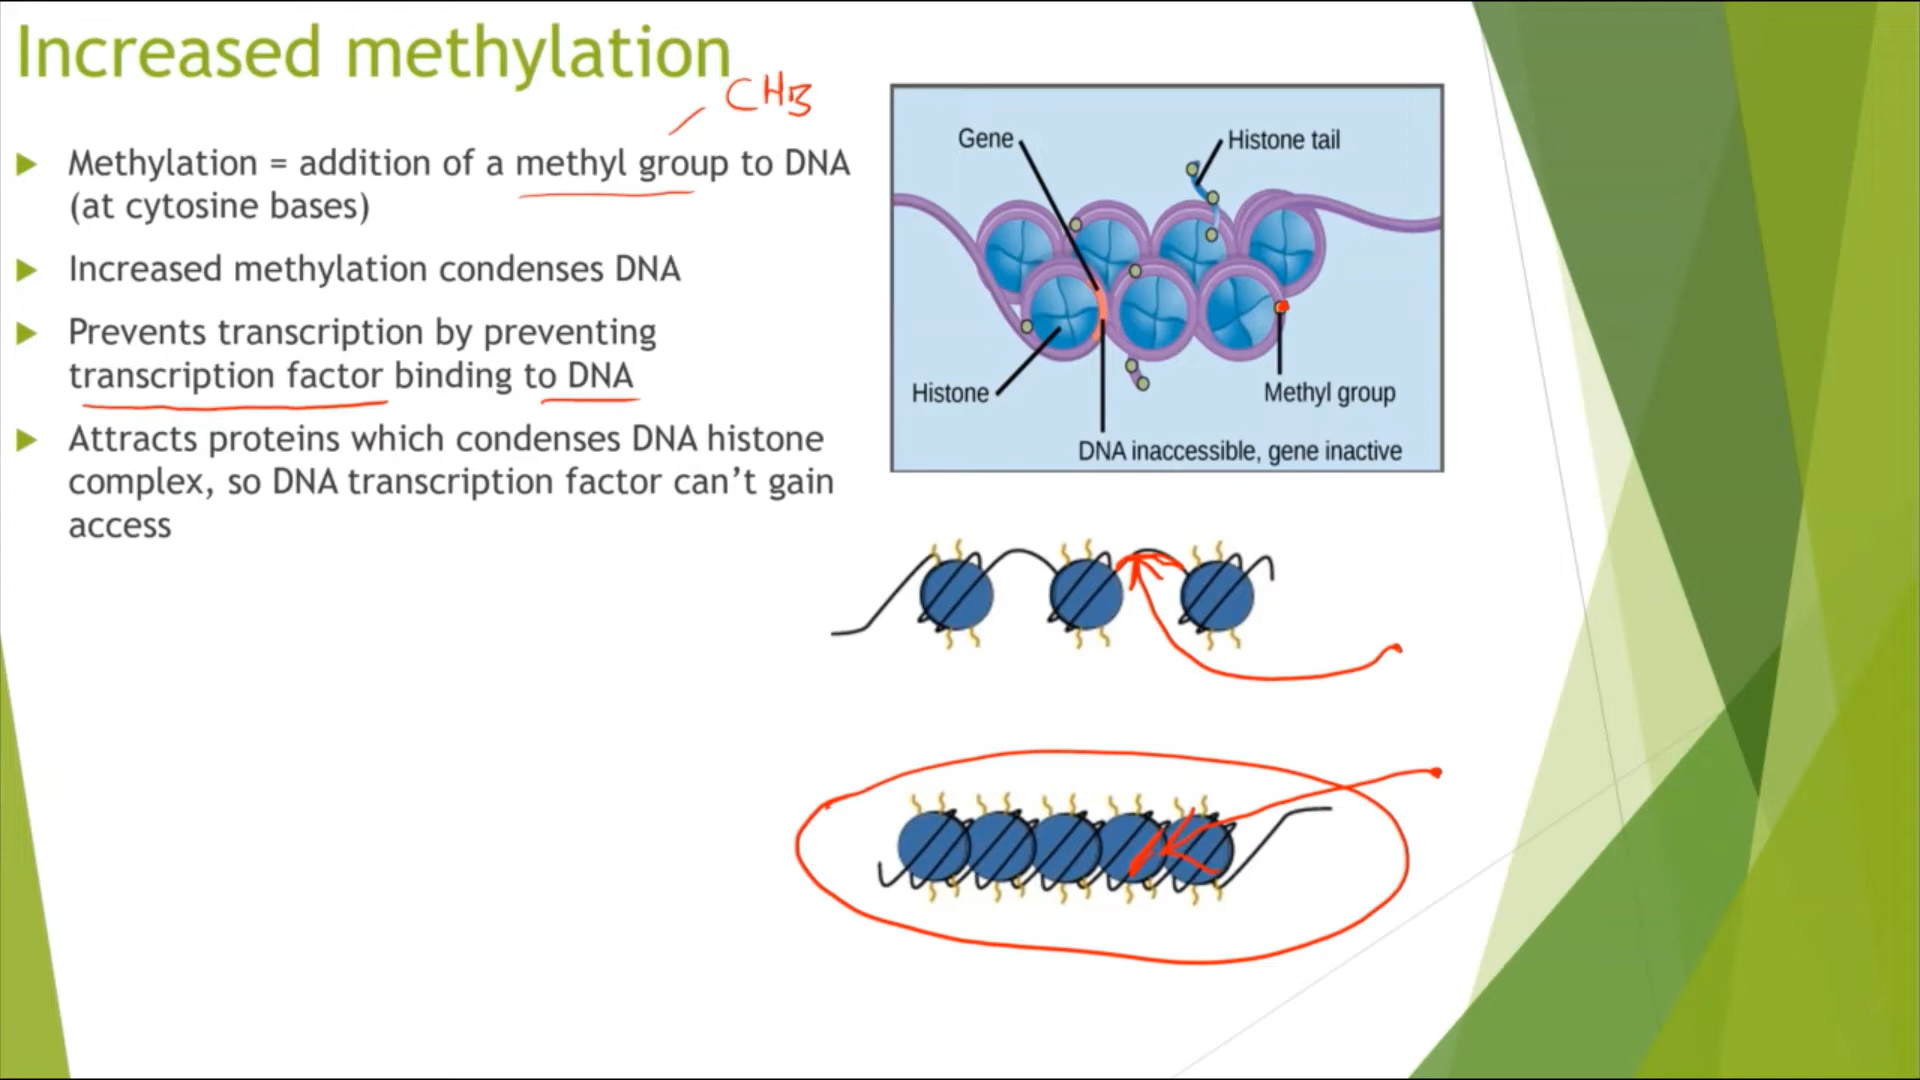 Increased methylation
CH3
Methylation = addition of a methyl group to DNA
(at cytosine bases)
Increased methylation condenses DNA
Prevents transcription by preventing
transcription factor binding to DNA
Attracts proteins which condenses DNA histone
complex, so DNA transcription factor can’t gain
access
Gene
Histone tail
Histone
Methyl group
DNA inaccessible, gene inactive